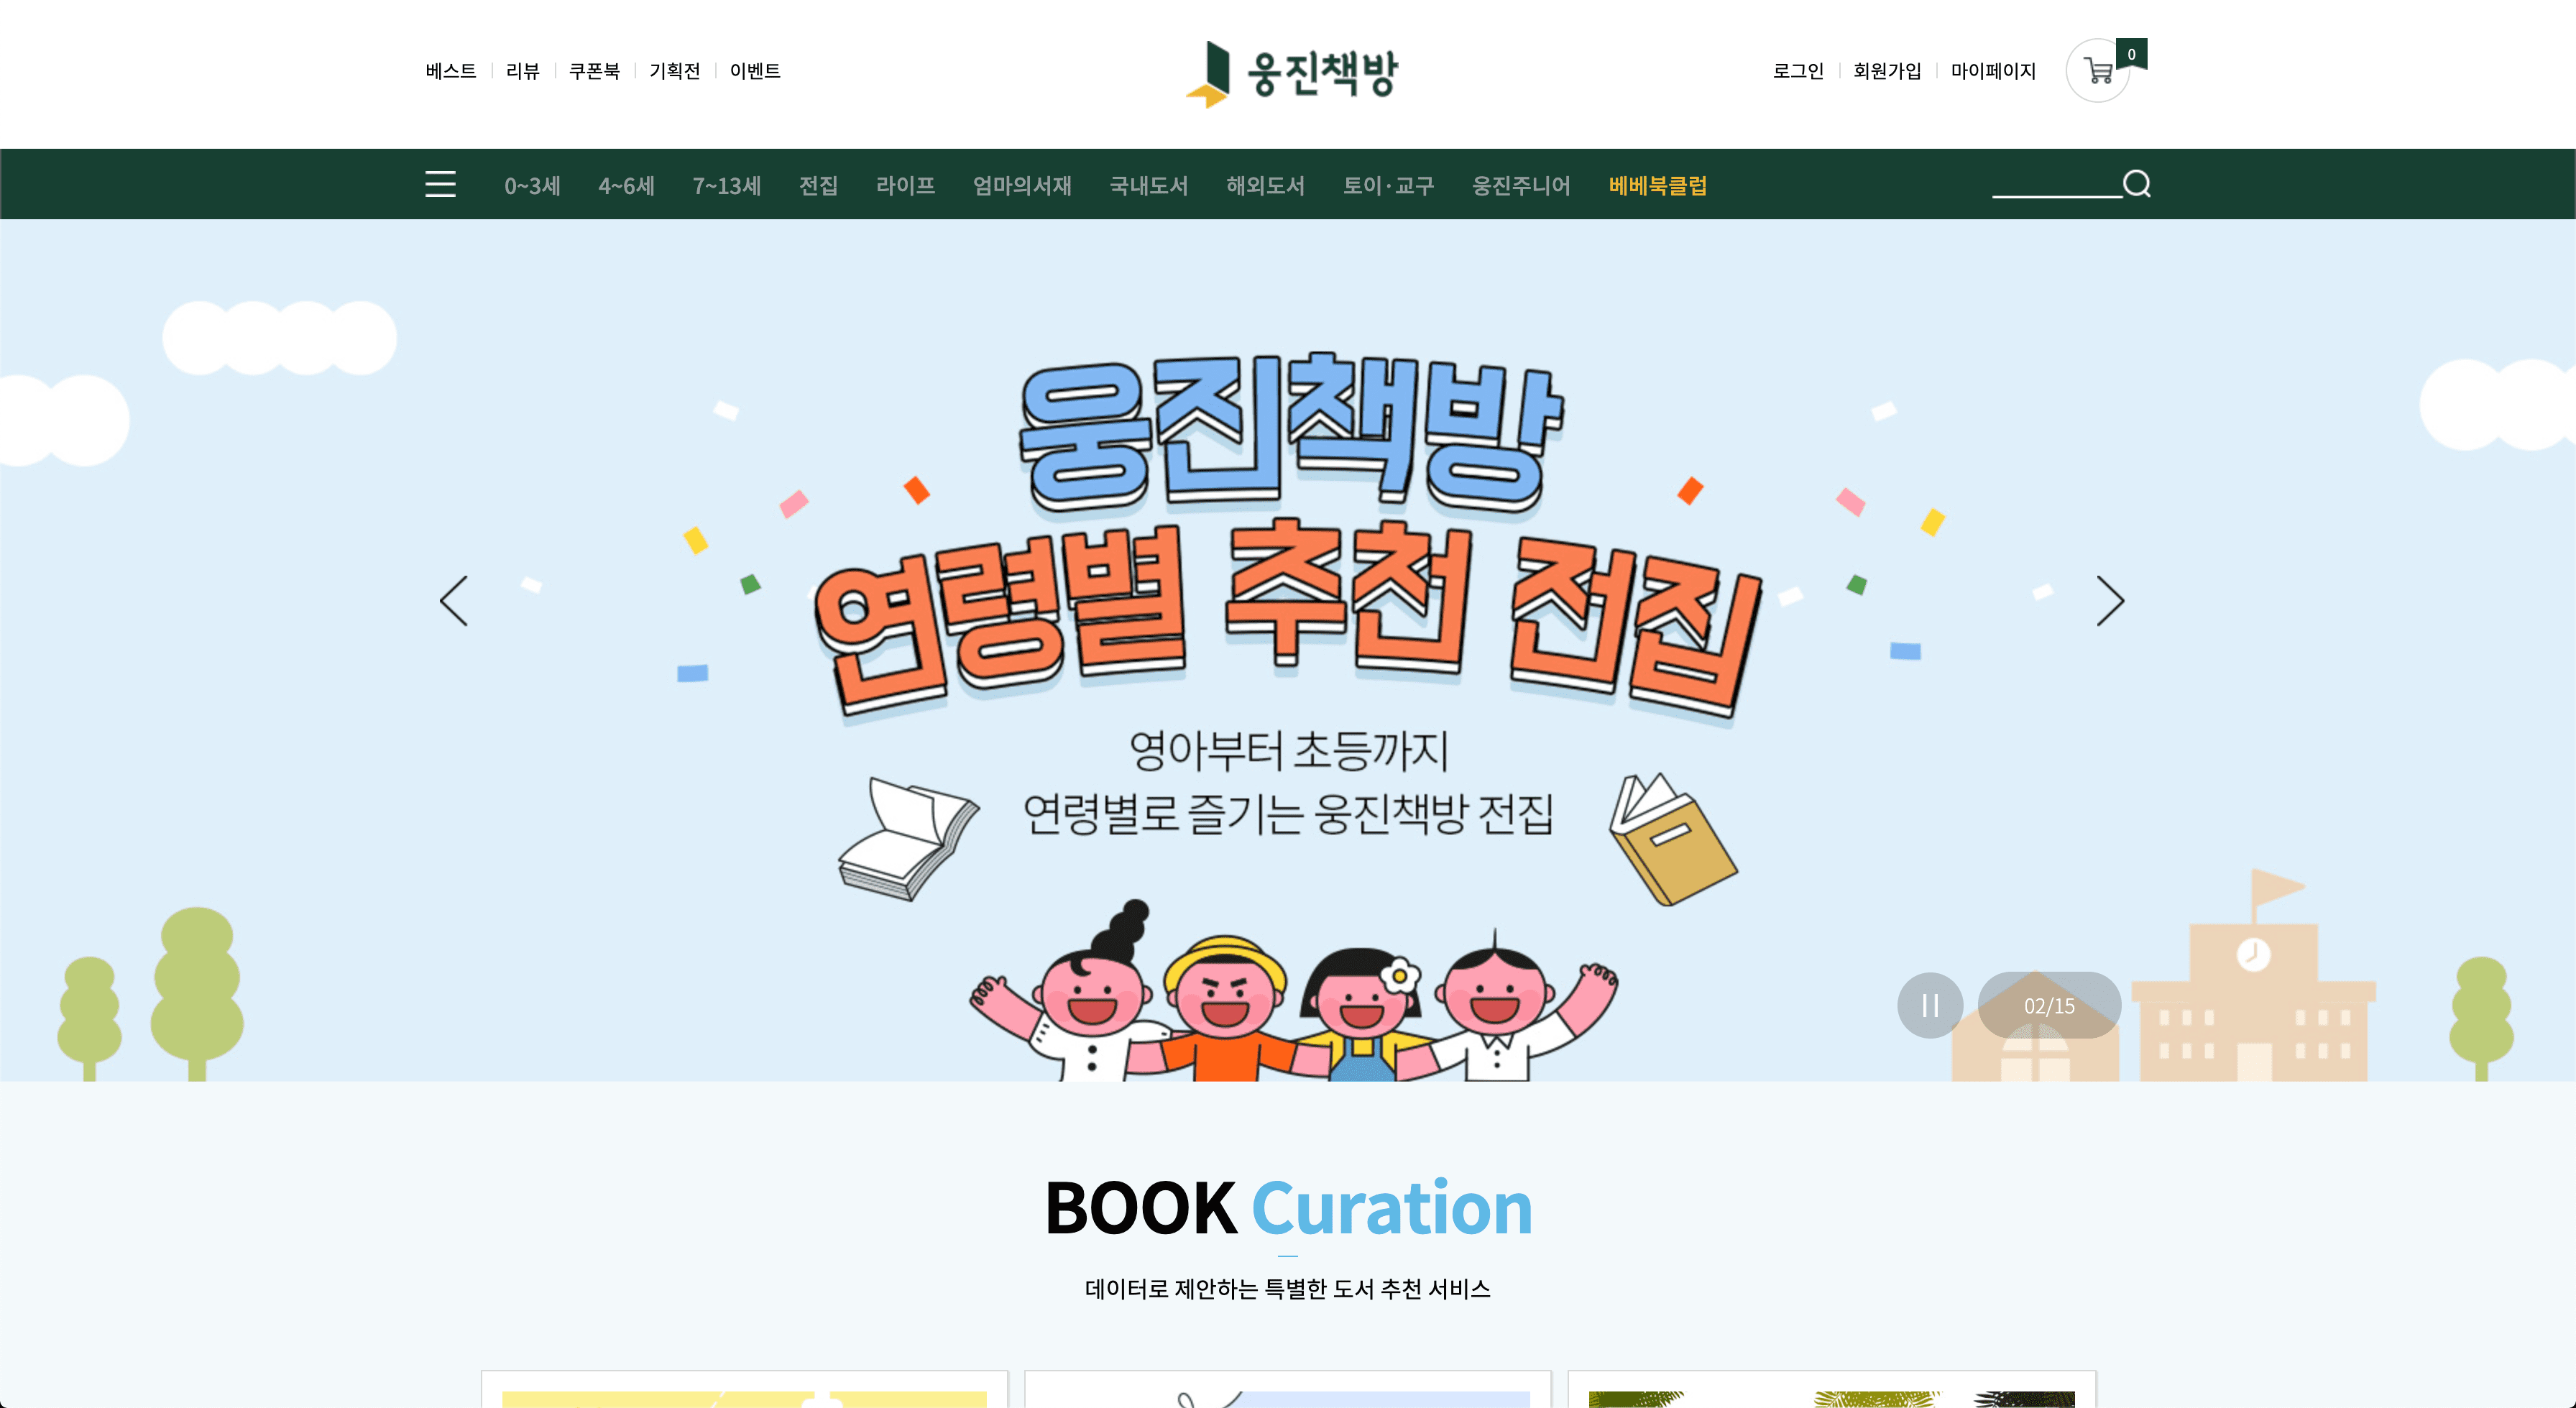 베스트 리뷰 쿠폰북 기획전 이벤트
웅진책방
로그인 회원가입 마이페이지
0
0~3세 4~6세 7~13세 전집 라이프 엄마의서재 국내도서 해외도서 토이·교구 웅진주니어 베베북클럽
웅진책방
연령별 추천 전집
영아부터 초등까지
연령별로 즐기는 웅진책방 전집
02/15
BOOK Curation
데이터로 제안하는 특별한 도서 추천 서비스